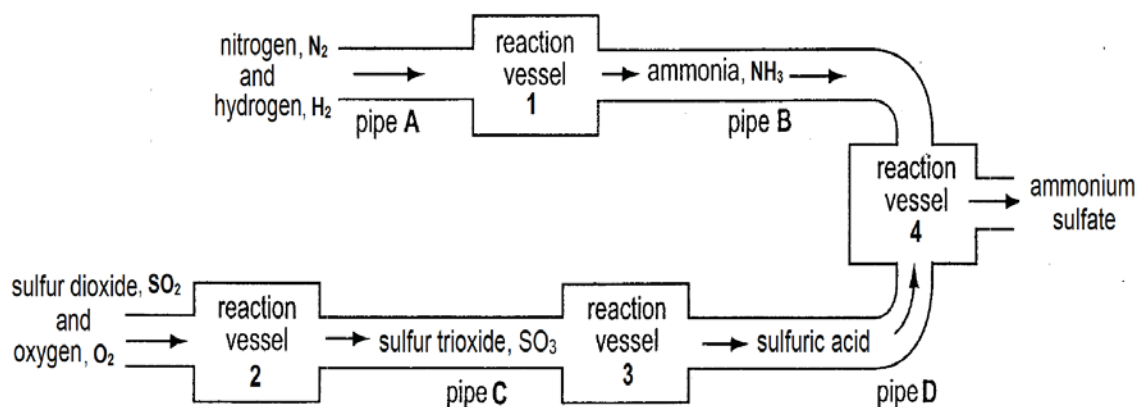 nitrogen, N₂
and
hydrogen, H₂
pipe A
reaction
vessel
1
ammonia, NH₃
pipe B
reaction
vessel
4
ammonium
sulfate
sulfur dioxide, SO₂
and
oxygen, O₂
reaction
vessel
2
sulfur trioxide, SO₃
pipe C
reaction
vessel
3
sulfuric acid
pipe D